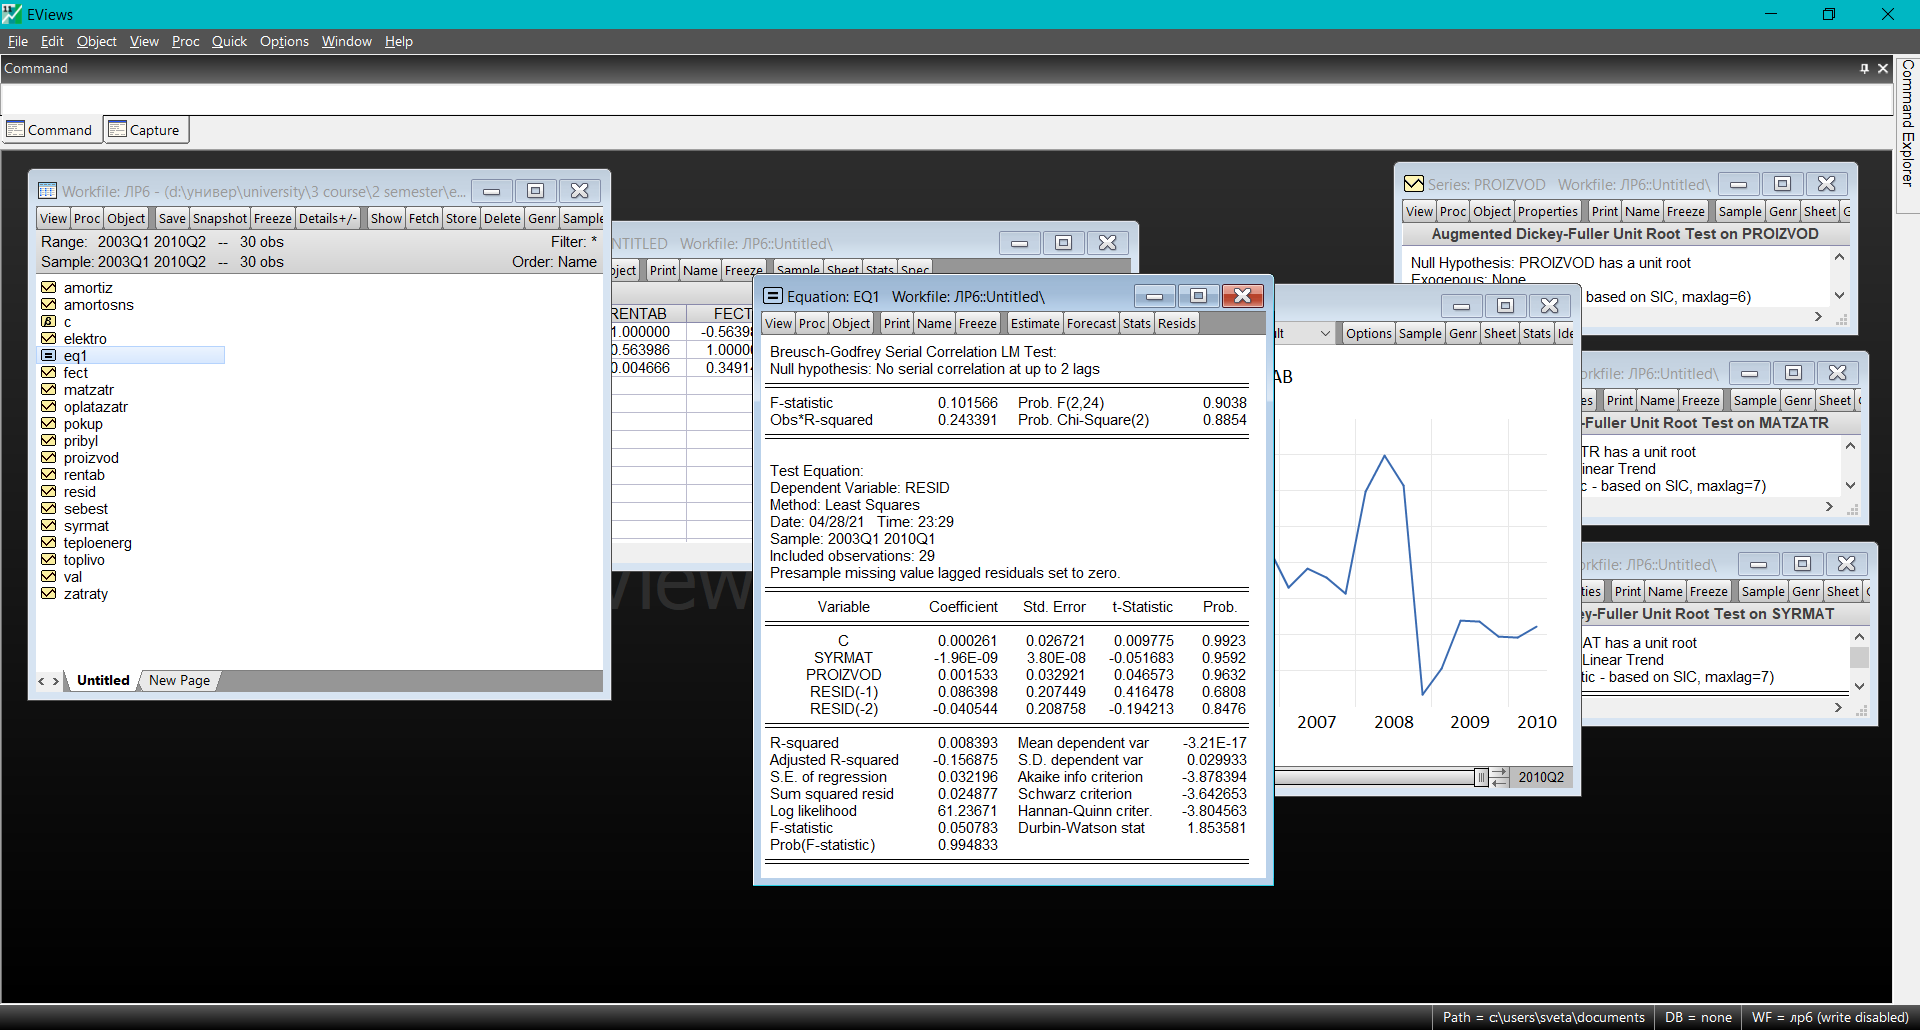 EViews
File Edit Object View Proc Quick Options Window Help
Command
Command Capture
Command Explorer
Workfile: ЛР6 - (d:\универ\university\3 course\2 semester\e...
View Proc Object Save Snapshot Freeze Details+/- Show Fetch Store Delete Genr Sample
Range: 2003Q1 2010Q2 -- 30 obs Filter: *
Sample: 2003Q1 2010Q2 -- 30 obs Order: Name
amortiz
amortosns
c
elektro
eq1
fect
matzatr
oplatazatr
pokup
pribyl
proizvod
rentab
resid
sebest
syrmat
teploenerg
toplivo
val
zatraty
Untitled New Page
NTITLED Workfile: ЛР6::Untitled\
oject Print Name Freeze Sample Sheet Stats Spec
RENTAB FECT
1.000000 -0.5639
0.563986 1.0000
0.004666 0.3491
Equation: EQ1 Workfile: ЛР6::Untitled\
View Proc Object Print Name Freeze Estimate Forecast Stats Resids
Breusch-Godfrey Serial Correlation LM Test:
Null hypothesis: No serial correlation at up to 2 lags
F-statistic 0.101566 Prob. F(2,24) 0.9038
Obs*R-squared 0.243391 Prob. Chi-Square(2) 0.8854
Test Equation:
Dependent Variable: RESID
Method: Least Squares
Date: 04/28/21 Time: 23:29
Sample: 2003Q1 2010Q1
Included observations: 29
Presample missing value lagged residuals set to zero.
Variable Coefficient Std. Error t-Statistic Prob.
C 0.000261 0.026721 0.009775 0.9923
SYRMAT -1.96E-09 3.80E-08 -0.051683 0.9592
PROIZVOD 0.001533 0.032921 0.046573 0.9632
RESID(-1) 0.086398 0.207449 0.416478 0.6808
RESID(-2) -0.040544 0.208758 -0.194213 0.8476
R-squared 0.008393 Mean dependent var -3.21E-17
Adjusted R-squared -0.156875 S.D. dependent var 0.029933
S.E. of regression 0.032196 Akaike info criterion -3.878394
Sum squared resid 0.024877 Schwarz criterion -3.642653
Log likelihood 61.23671 Hannan-Quinn criter. -3.804563
F-statistic 0.050783 Durbin-Watson stat 1.853581
Prob(F-statistic) 0.994833
ult Options Sample Genr Sheet Stats Ide
AB
2007 2008 2009 2010
2010Q2
Series: PROIZVOD Workfile: ЛР6::Untitled\
View Proc Object Properties Print Name Freeze Sample Genr Sheet G
Augmented Dickey-Fuller Unit Root Test on PROIZVOD
Null Hypothesis: PROIZVOD has a unit root
Exogenous: None
based on SIC, maxlag=6)
orkfile: ЛР6::Untitled\
es Print Name Freeze Sample Genr Sheet
-Fuller Unit Root Test on MATZATR
TR has a unit root
inear Trend
c - based on SIC, maxlag=7)
rkfile: ЛР6::Untitled\
ties Print Name Freeze Sample Genr Sheet
y-Fuller Unit Root Test on SYRMAT
AT has a unit root
Linear Trend
tic - based on SIC, maxlag=7)
Path = c:\users\sveta\documents DB = none WF = лр6 (write disabled)